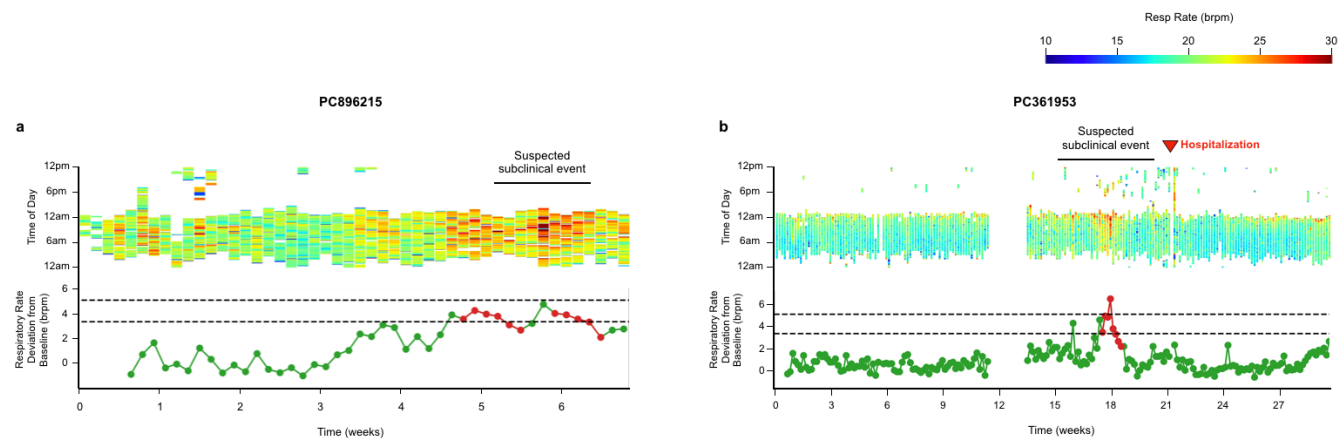 Resp Rate (brpm)
10 15 20 25 30
PC896215
PC361953
a
b
Suspected
subclinical event
Suspected
subclinical event
Hospitalization
12pm
6pm
12am
6am
12am
Time of Day
12pm
6pm
12am
6am
12am
Time of Day
6
4
2
0
Respiratory Rate
Deviation from
Baseline (brpm)
6
4
2
0
Respiratory Rate
Deviation from
Baseline (brpm)
0 1 2 3 4 5 6
Time (weeks)
0 3 6 9 12 15 18 21 24 27
Time (weeks)